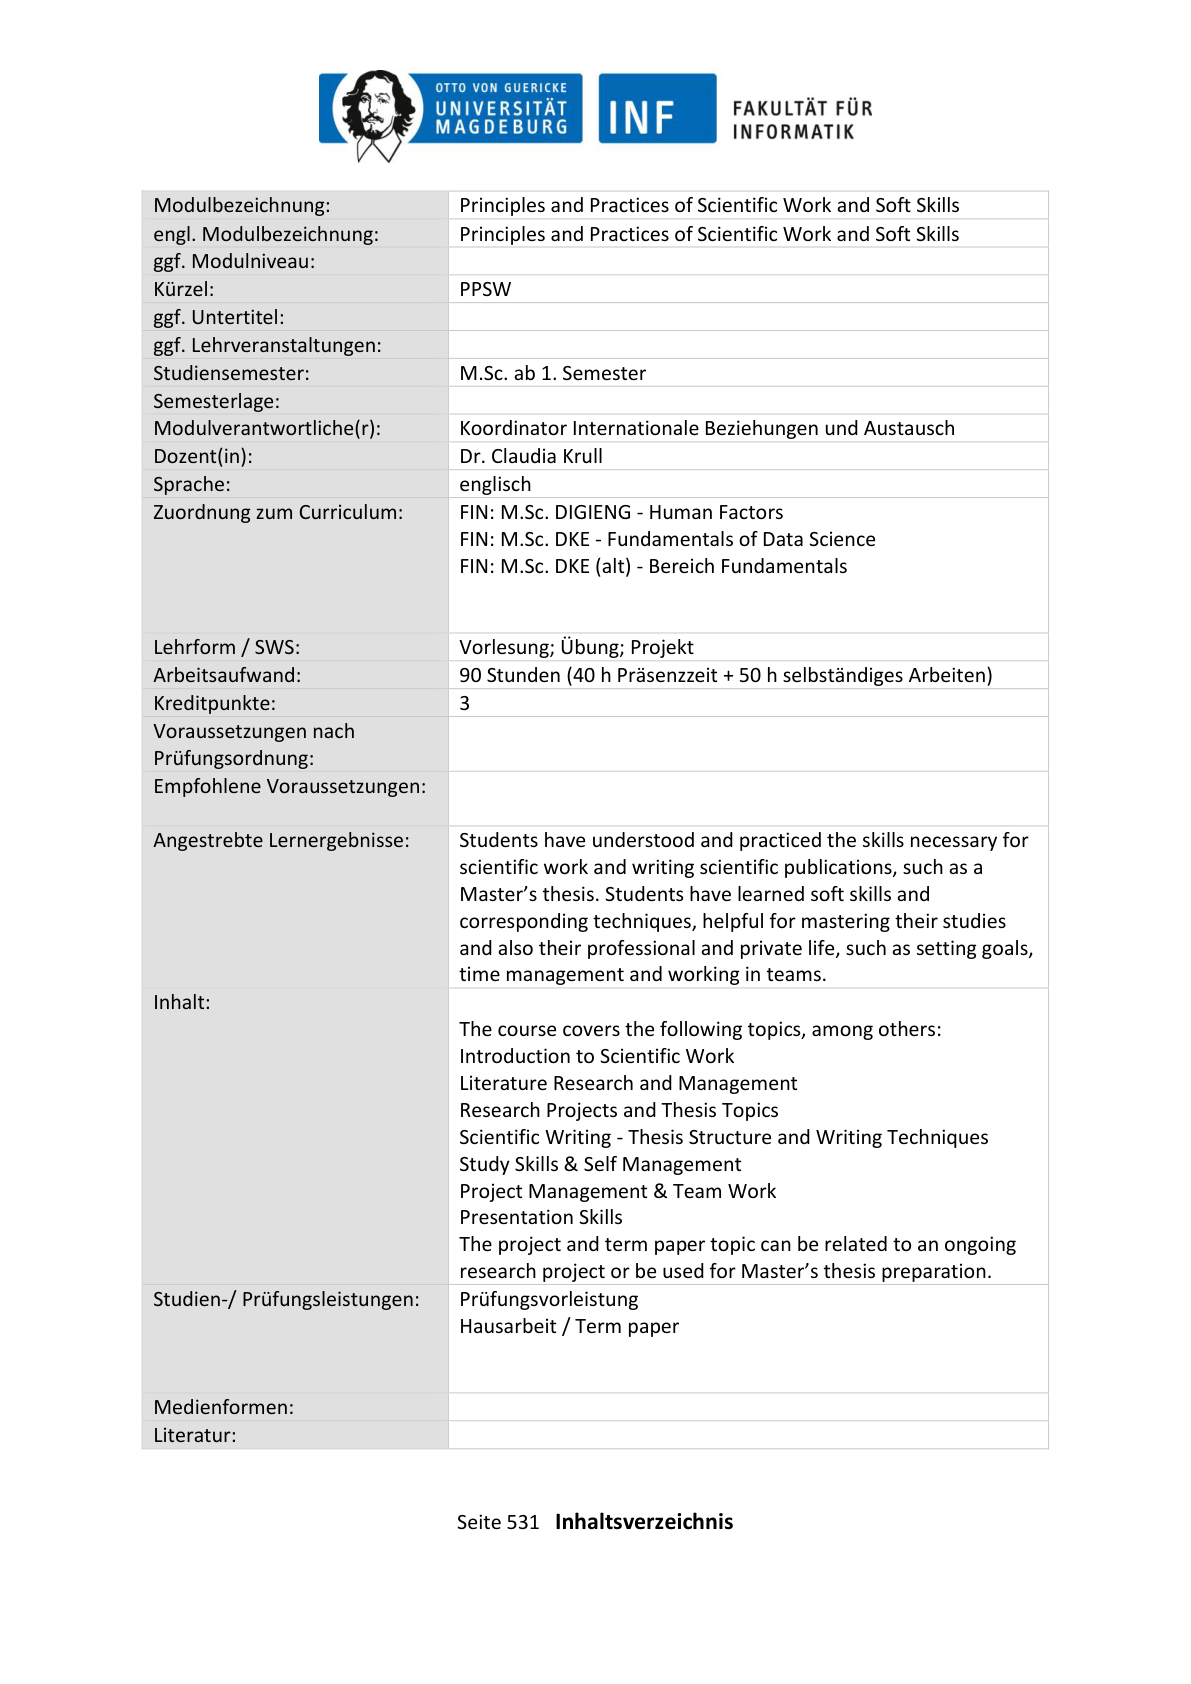 OTTO VON GUERICKE
UNIVERSITÄT
MAGDEBURG
INF
FAKULTÄT FÜR
INFORMATIK
Modulbezeichnung: Principles and Practices of Scientific Work and Soft Skills
engl. Modulbezeichnung: Principles and Practices of Scientific Work and Soft Skills
ggf. Modulniveau:
Kürzel: PPSW
ggf. Untertitel:
ggf. Lehrveranstaltungen:
Studiensemester: M.Sc. ab 1. Semester
Semesterlage:
Modulverantwortliche(r): Koordinator Internationale Beziehungen und Austausch
Dozent(in): Dr. Claudia Krull
Sprache: englisch
Zuordnung zum Curriculum: FIN: M.Sc. DIGIENG - Human Factors
FIN: M.Sc. DKE - Fundamentals of Data Science
FIN: M.Sc. DKE (alt) - Bereich Fundamentals
Lehrform / SWS: Vorlesung; Übung; Projekt
Arbeitsaufwand: 90 Stunden (40 h Präsenzzeit + 50 h selbständiges Arbeiten)
Kreditpunkte: 3
Voraussetzungen nach
Prüfungsordnung:
Empfohlene Voraussetzungen:
Angestrebte Lernergebnisse: Students have understood and practiced the skills necessary for
scientific work and writing scientific publications, such as a
Master’s thesis. Students have learned soft skills and
corresponding techniques, helpful for mastering their studies
and also their professional and private life, such as setting goals,
time management and working in teams.
Inhalt:
The course covers the following topics, among others:
Introduction to Scientific Work
Literature Research and Management
Research Projects and Thesis Topics
Scientific Writing - Thesis Structure and Writing Techniques
Study Skills & Self Management
Project Management & Team Work
Presentation Skills
The project and term paper topic can be related to an ongoing
research project or be used for Master’s thesis preparation.
Studien-/ Prüfungsleistungen: Prüfungsvorleistung
Hausarbeit / Term paper
Medienformen:
Literatur:
Seite 531 Inhaltsverzeichnis